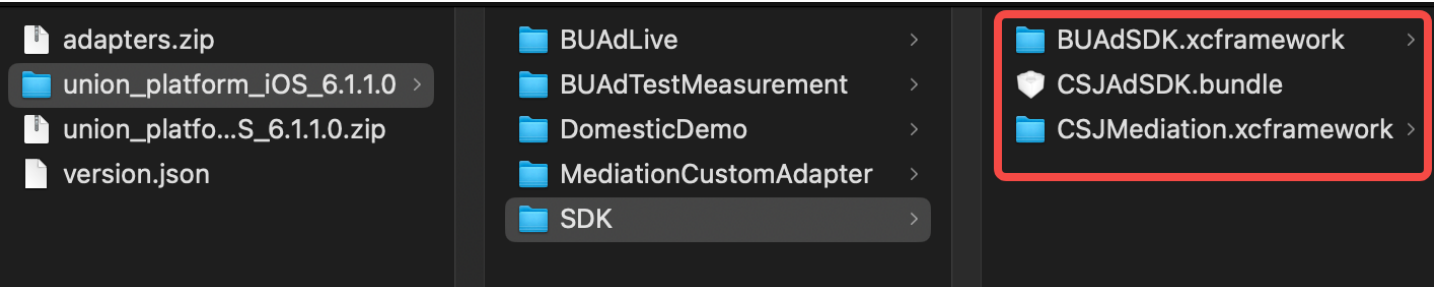 adapters.zip
union_platform_iOS_6.1.1.0
union_platfo...S_6.1.1.0.zip
version.json
BUAdLive
BUAdTestMeasurement
DomesticDemo
MediationCustomAdapter
SDK
BUAdSDK.xcframework
CSJAdSDK.bundle
CSJMediation.xcframework